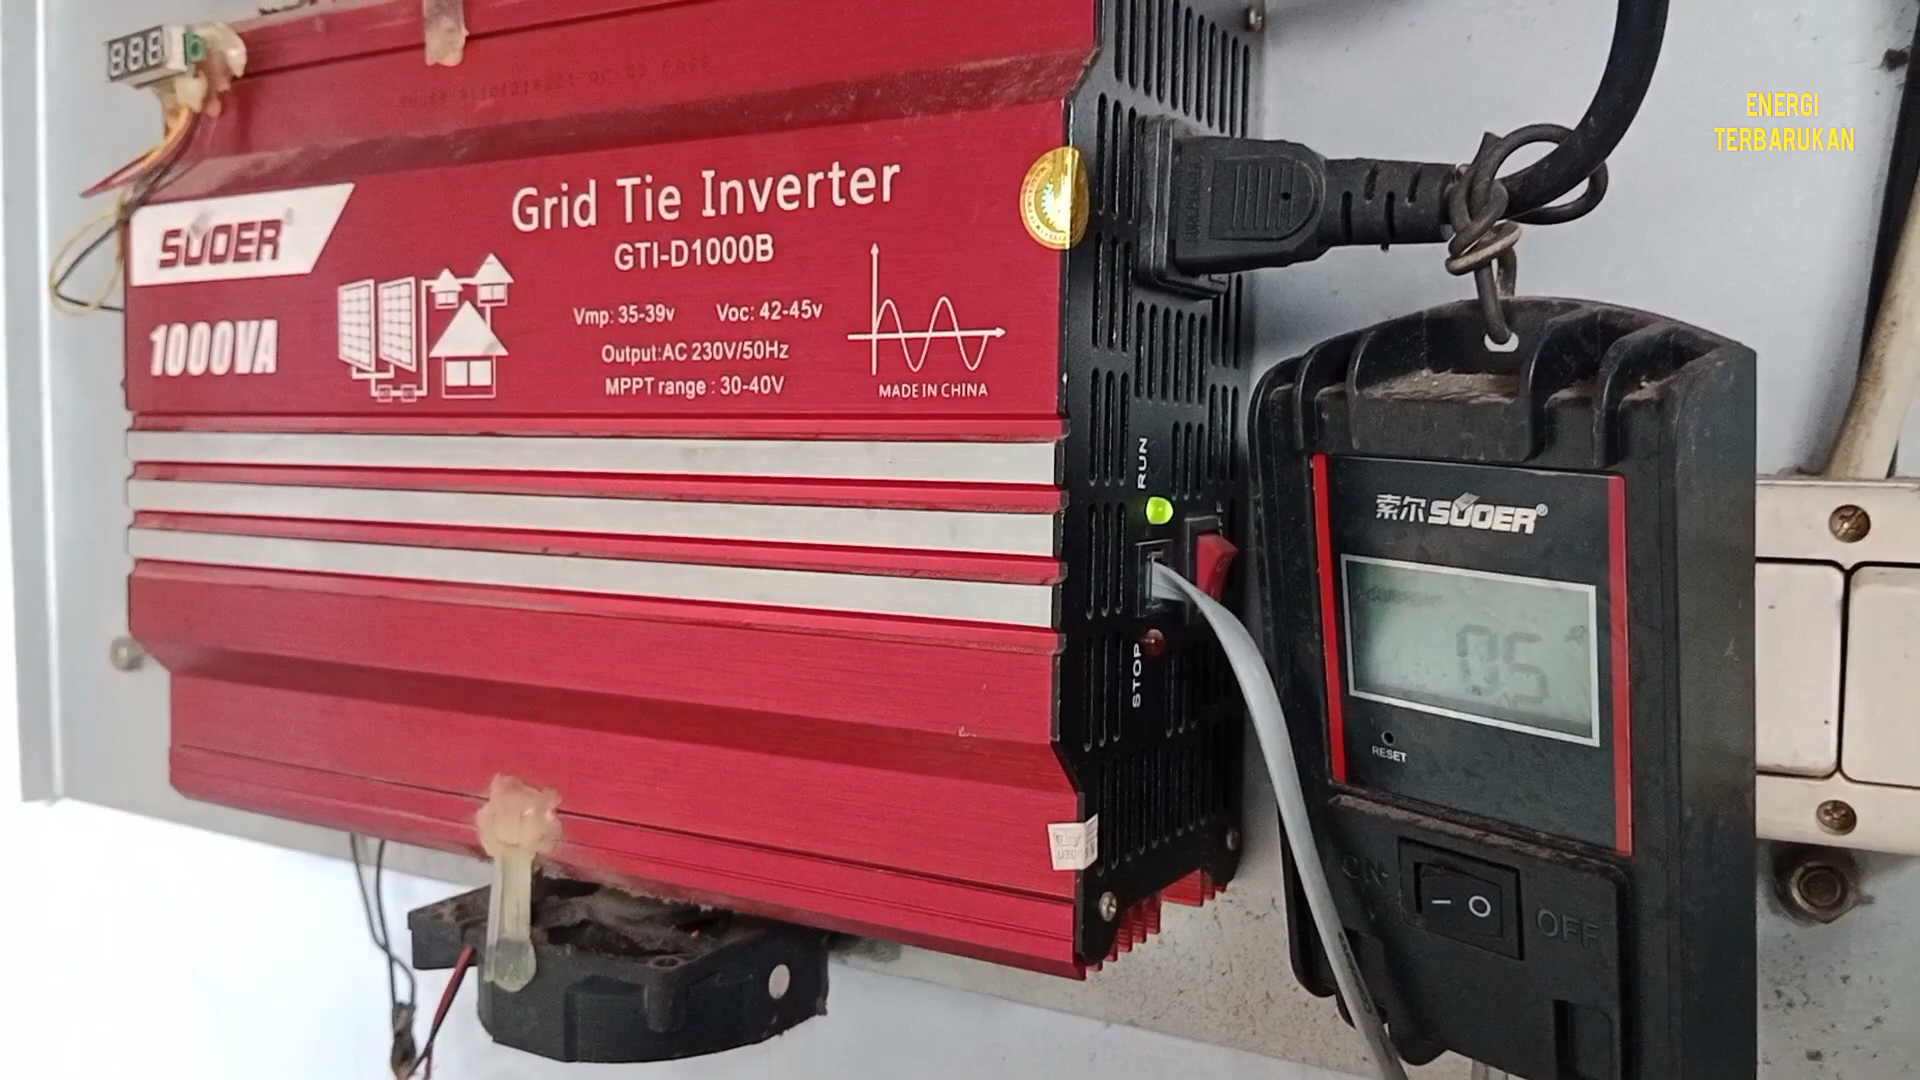 ENERGI
TERBARUKAN
SUOER®
1000VA
Grid Tie Inverter
GTI-D1000B
Vmp: 35-39v Voc: 42-45v
Output:AC 230V/50Hz
MPPT range : 30-40V
MADE IN CHINA
RUN
STOP
索尔SUOER®
05
RESET
ON
OFF